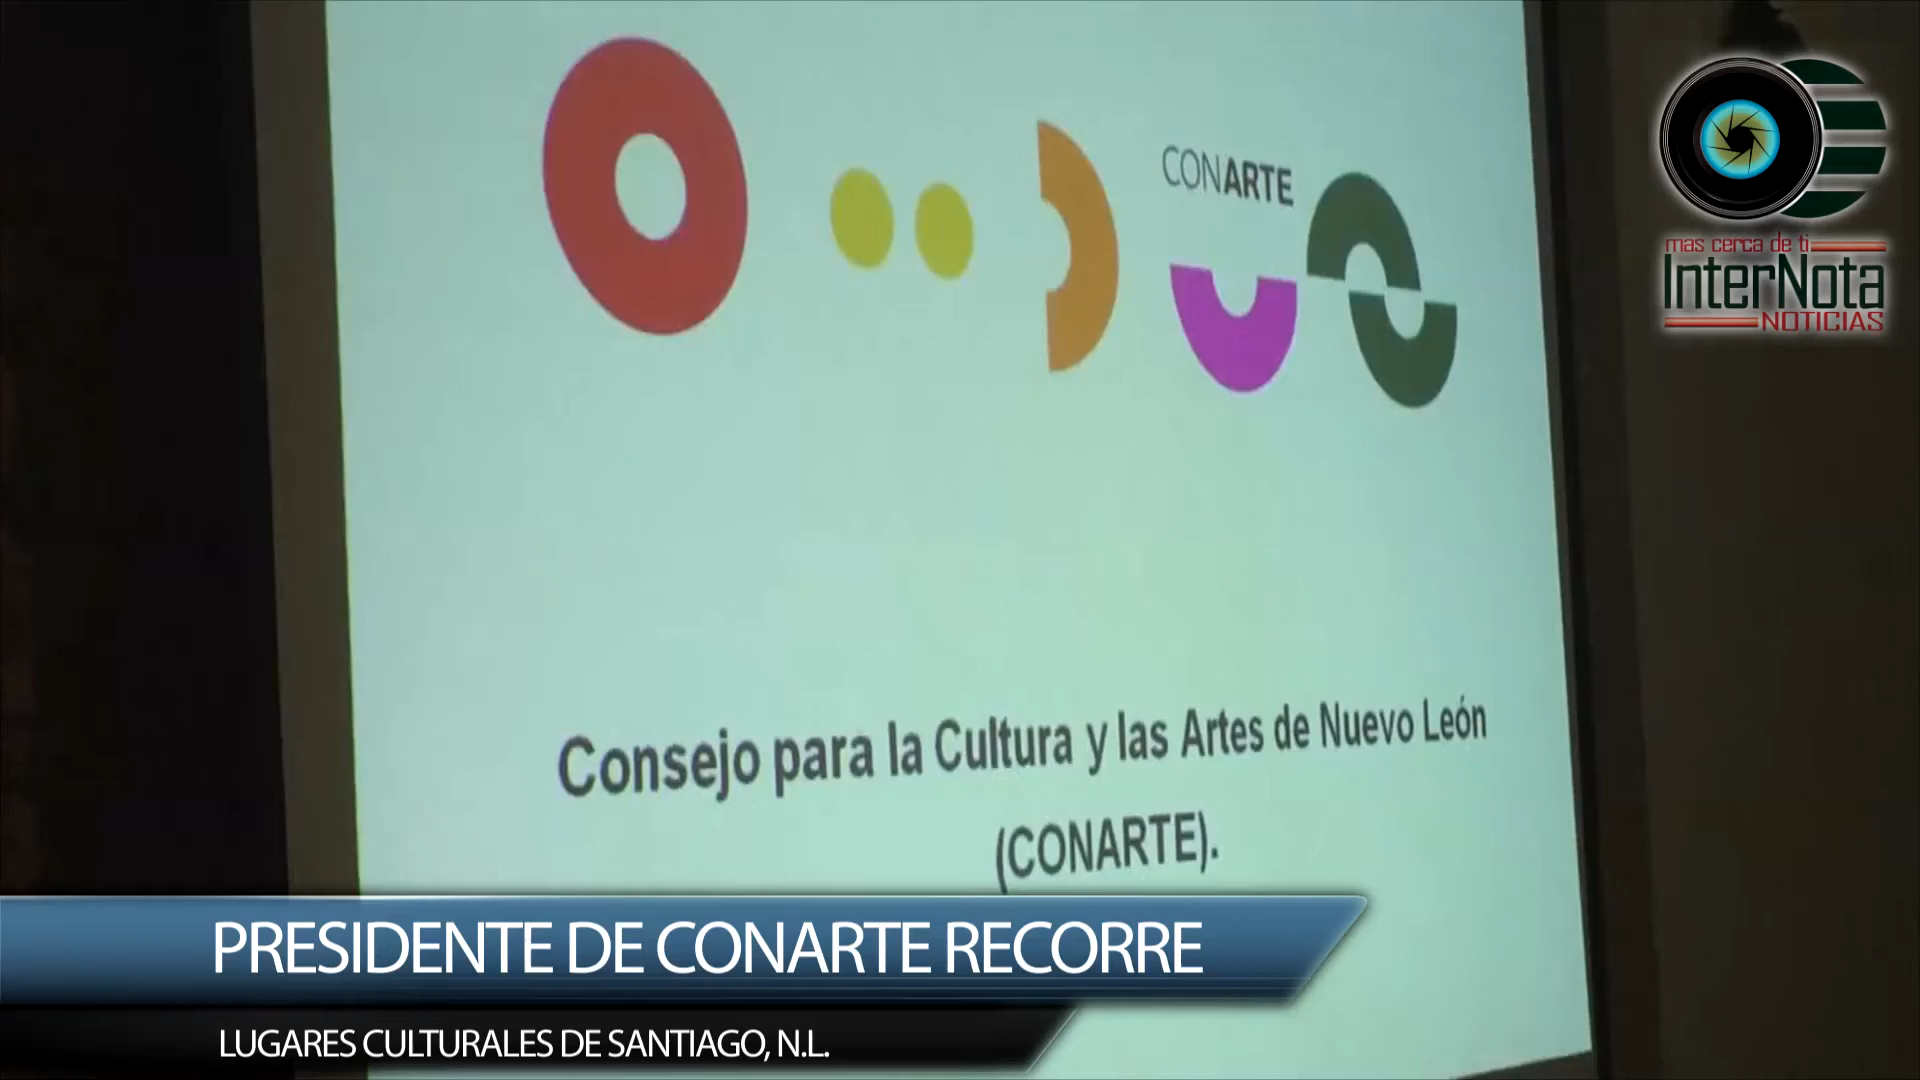 CONARTE
mas cerca de ti
InterNota
NOTICIAS
Consejo para la Cultura y las Artes de Nuevo León
(CONARTE).
PRESIDENTE DE CONARTE RECORRE
LUGARES CULTURALES DE SANTIAGO, N.L.